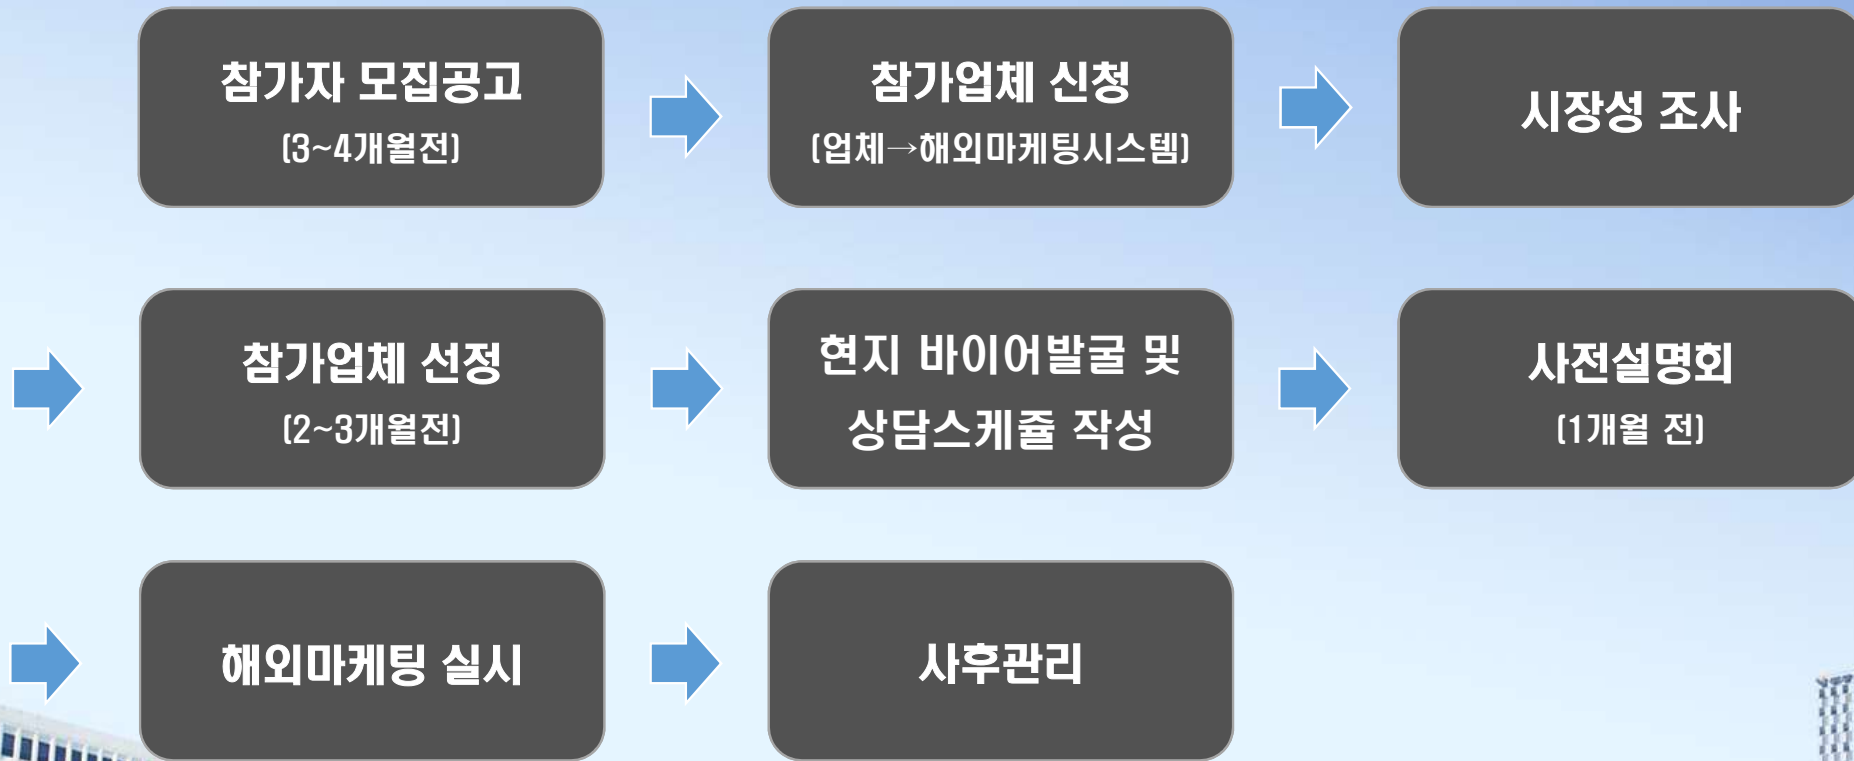 참가자 모집공고
(3~4개월전)
참가업체 신청
(업체→해외마케팅시스템)
시장성 조사
참가업체 선정
(2~3개월전)
현지 바이어발굴 및
상담스케쥴 작성
사전설명회
(1개월 전)
해외마케팅 실시
사후관리